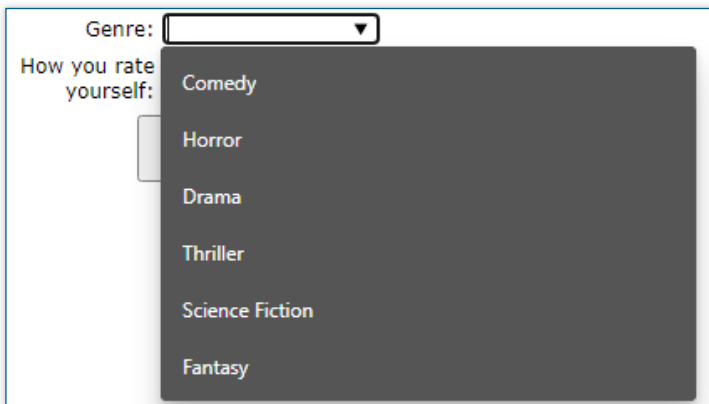 Genre:
How you rate
yourself:
Comedy
Horror
Drama
Thriller
Science Fiction
Fantasy